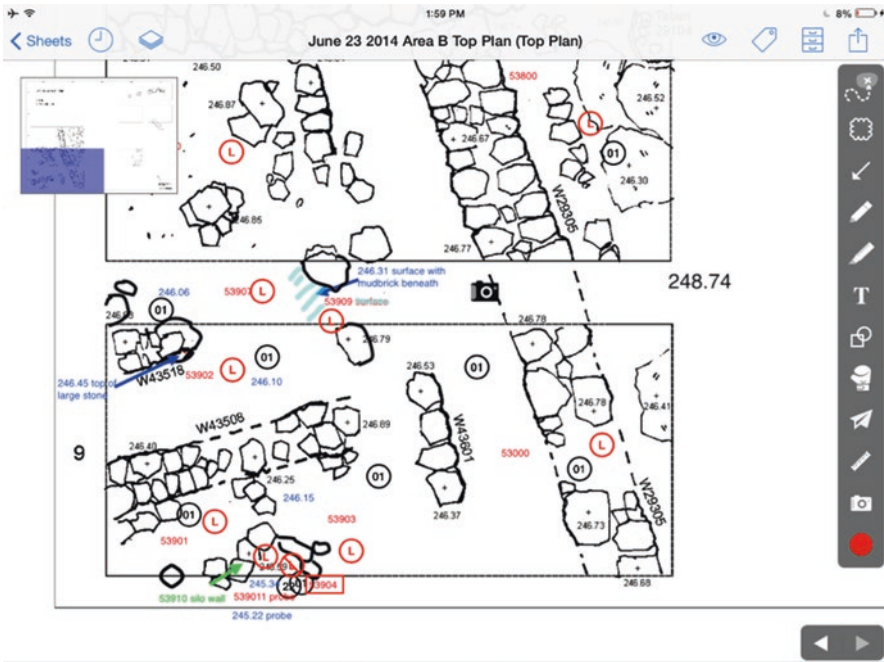 1:59 PM
8%
Sheets
June 23 2014 Area B Top Plan (Top Plan)
246.50
53800
246.87
246.52
L
246.67
L
01
246.30
W29305
246.85
246.77
246.31 surface with
mudbrick beneath
248.74
246.06
53907
L
53909 surface
01
L
246.78
246.79
01
01
W43518
53902
L
246.10
246.53
246.45 top of
large stone
246.78
246.41
W43508
246.89
W43601
9
246.40
53000
L
01
246.25
01
246.15
246.37
W29305
01
L
53903
246.73
53901
L
L
245.34
53904
246.68
53910 silo wall
539011 probe
245.22 probe
T